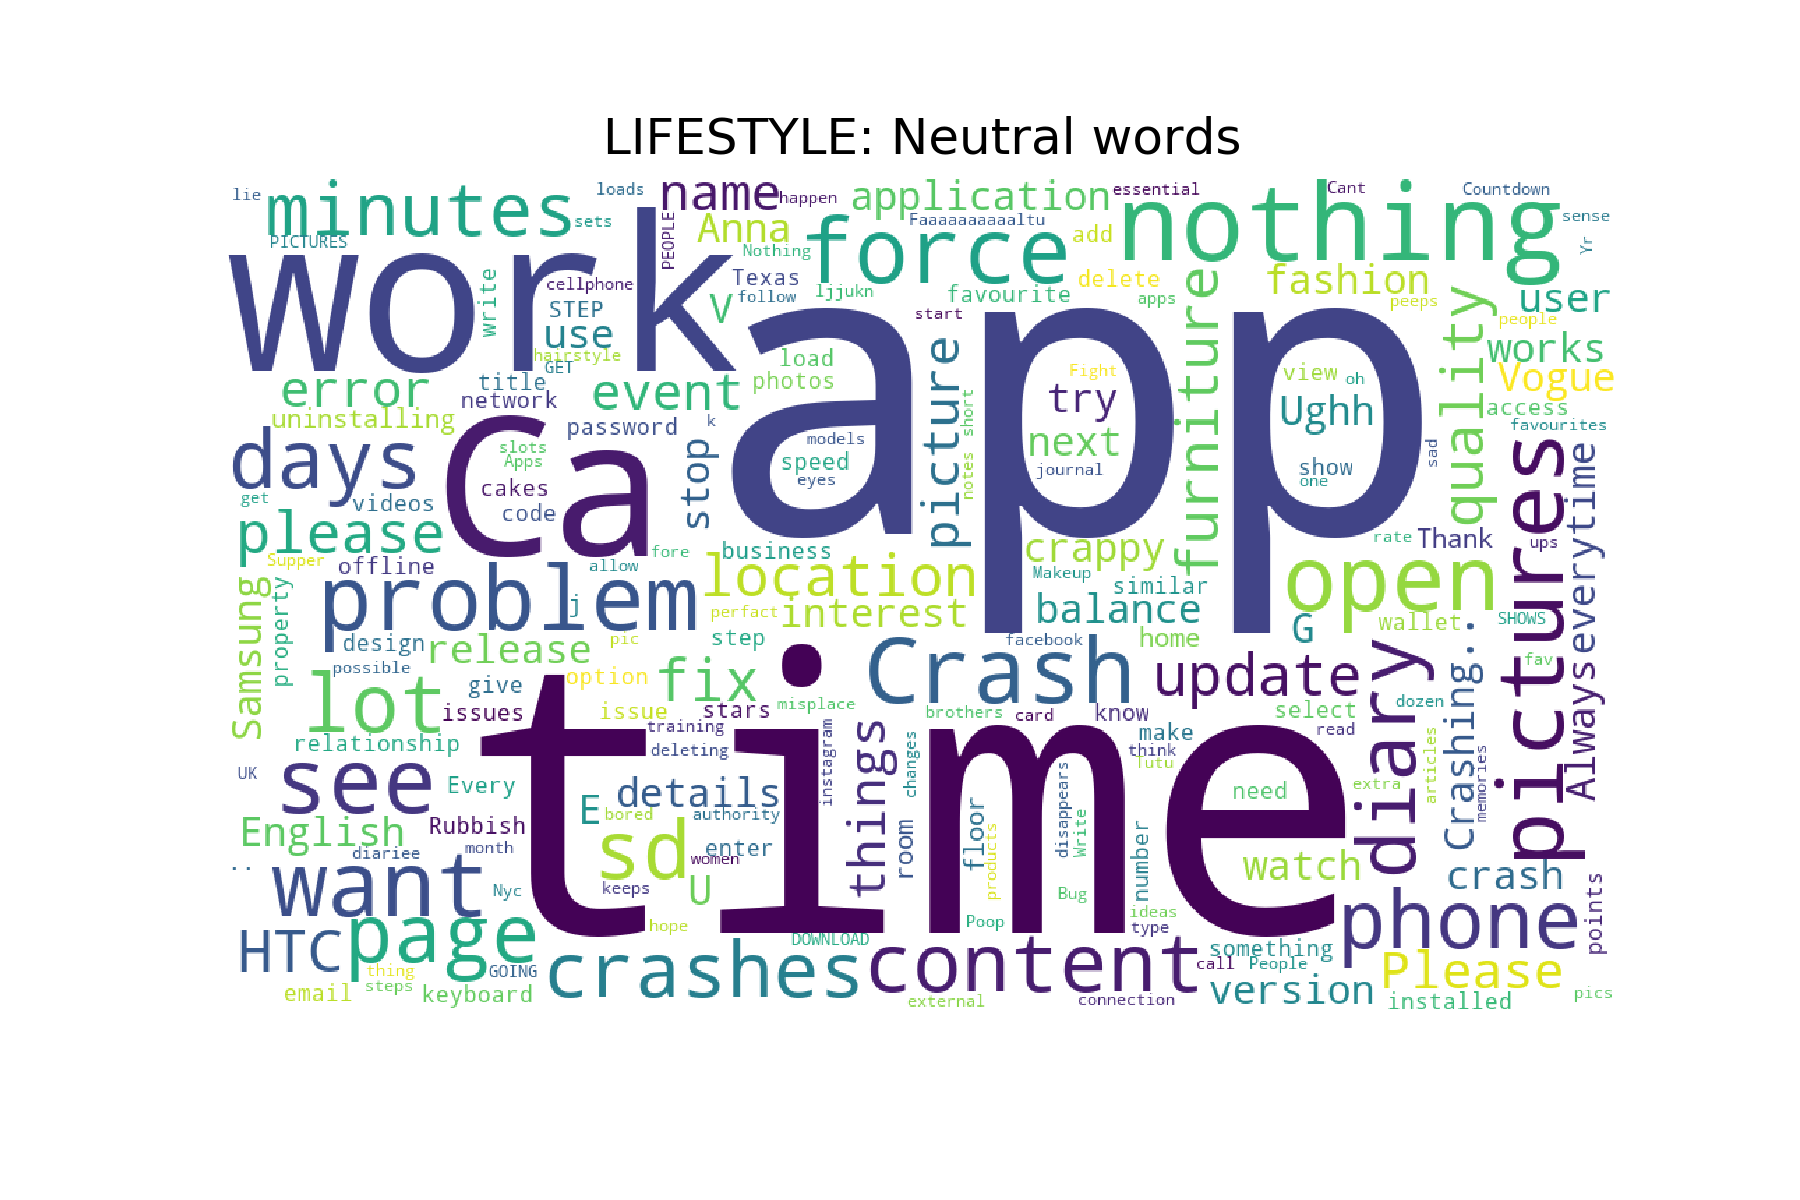 LIFESTYLE: Neutral words
lie
minutes
loads
name
happen
application
essential
Cant
Countdown
nothing
sense
sets
PICTURES
PEOPLE
Anna
Faaaaaaaaaaltu
force
add
Nothing
Yr
work
cellphone
Texas
follow
ljjukn
favourite
delete
apps
fashion
peeps
user
write
STEP
use
V
start
furniture
quality
people
works
hairstyle
GET
load
photos
picture
app
Fight
view
oh
Vogue
error
title
network
event
try
Ughh
access
favourites
uninstalling
password
k
short
notes
models
next
sad
days
Ca
slots
Apps
stop
speed
eyes
journal
show
one
pictures
Alwayseverytime
get
videos
cakes
code
please
fore
business
crappy
rate
Thank
ups
Supper
offline
allow
location
Makeup
similar
open
Samsung
property
problem
j
perfact
interest
balance
wallet
SHOWS
design
release
pic
step
facebook
home
G
Crashing..
fav
possible
lot
give
option
fix
Crash
update
diary
issues
issue
stars
misplace
brothers
card
know
select
dozen
relationship
training
deleting
instagram
things
changes
make
think
Tutu
read
articles
memories
UK
see
Every
time
details
disappears
need
extra
English
Rubbish
E
bored
authority
room
floor
products
Write
number
..
diariee
month
sd
women
enter
watch
crash
want
Nyc
keeps
U
Bug
ideas
type
points
HTC
page
hope
Poop
phone
thing
steps
GOING
DOWNLOAD
crashes
content
call
something
People
Please
email
keyboard
external
connection
version
installed
pics